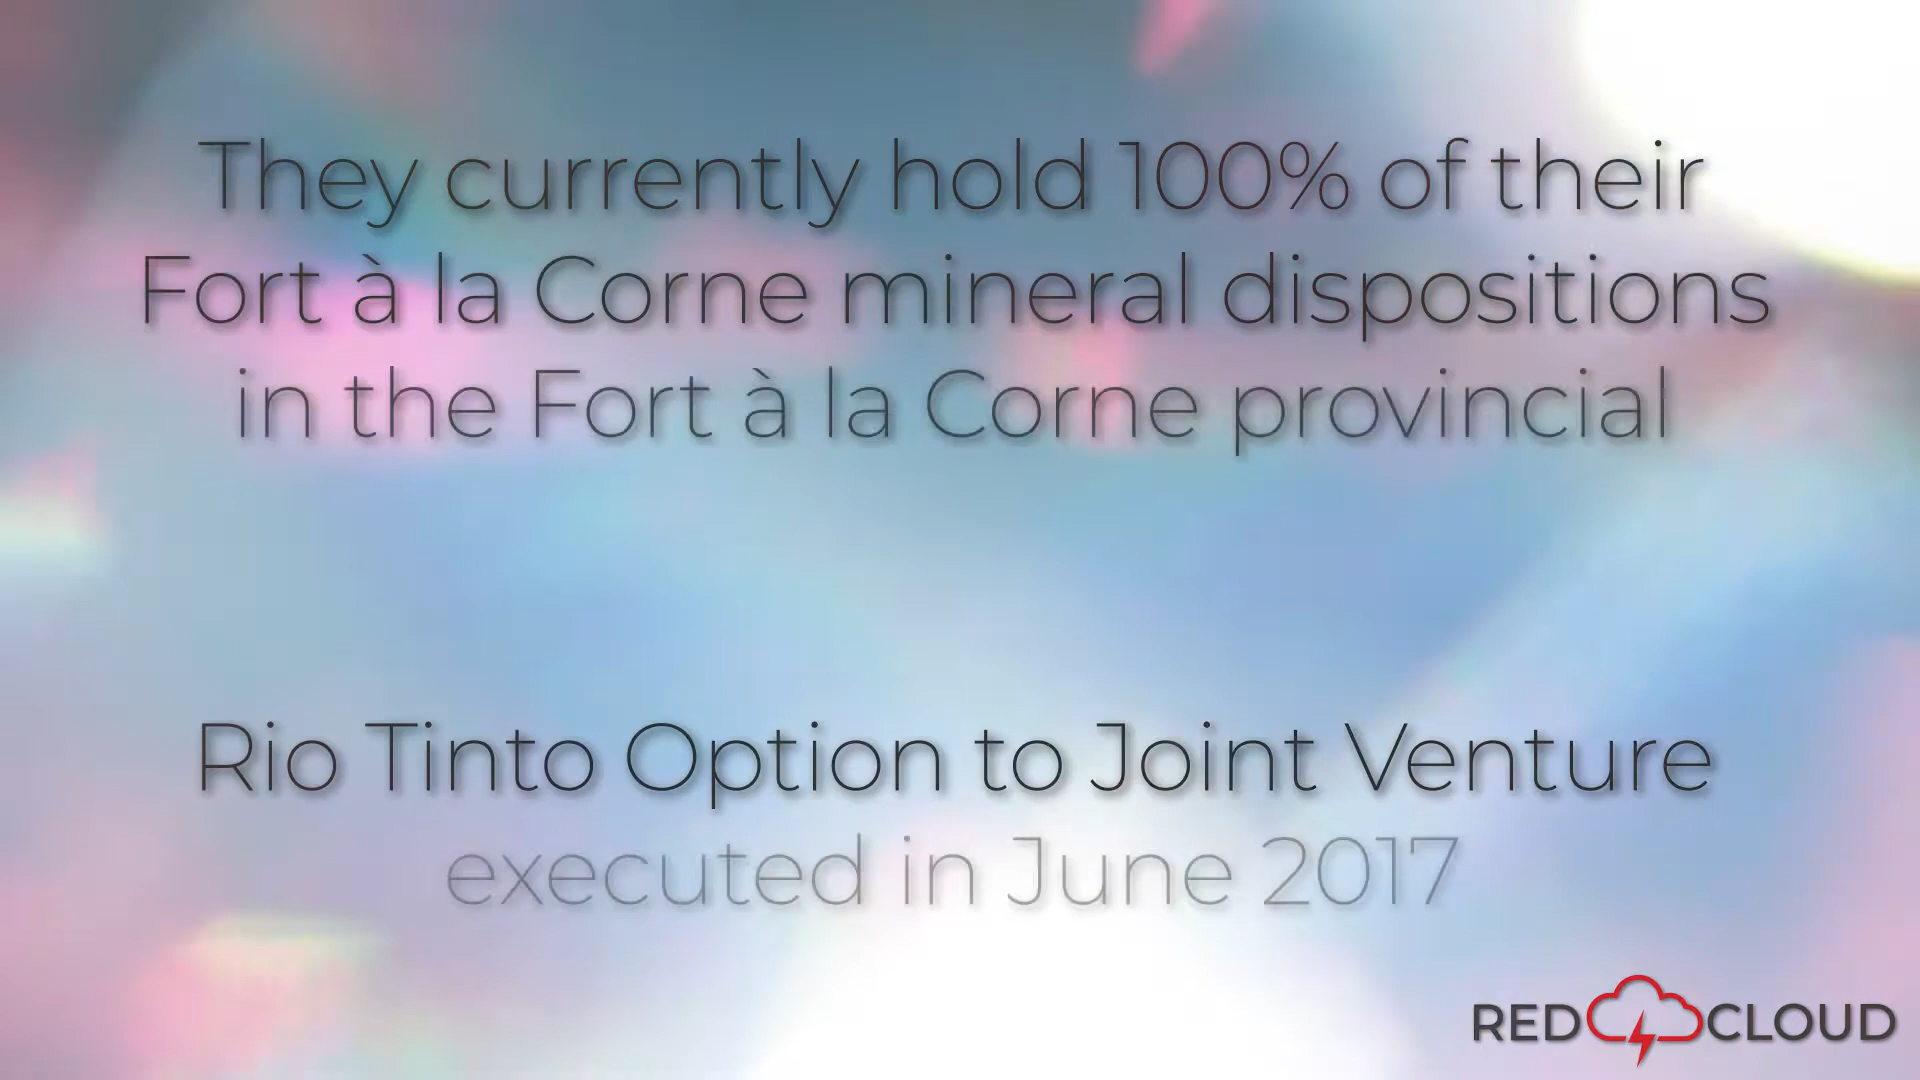 They currently hold 100% of their
Fort à la Corne mineral dispositions
in the Fort à la Corne provincial
Rio Tinto Option to Joint Venture
executed in June 2017
RED CLOUD